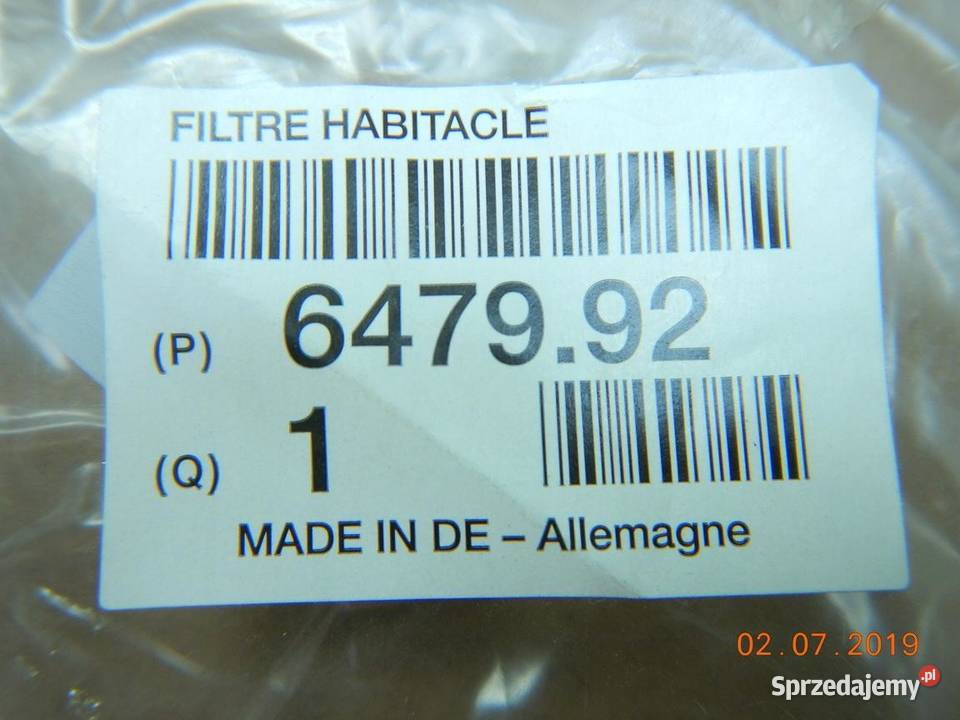 FILTRE HABITACLE
(P) 6479.92
(Q) 1
MADE IN DE – Allemagne
02.07.2019
Sprzedajemy.pl